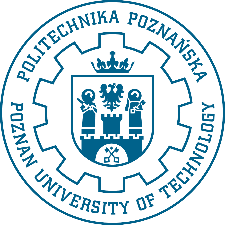 POLITECHNIKA POZNAŃSKA
POZNAN UNIVERSITY OF TECHNOLOGY